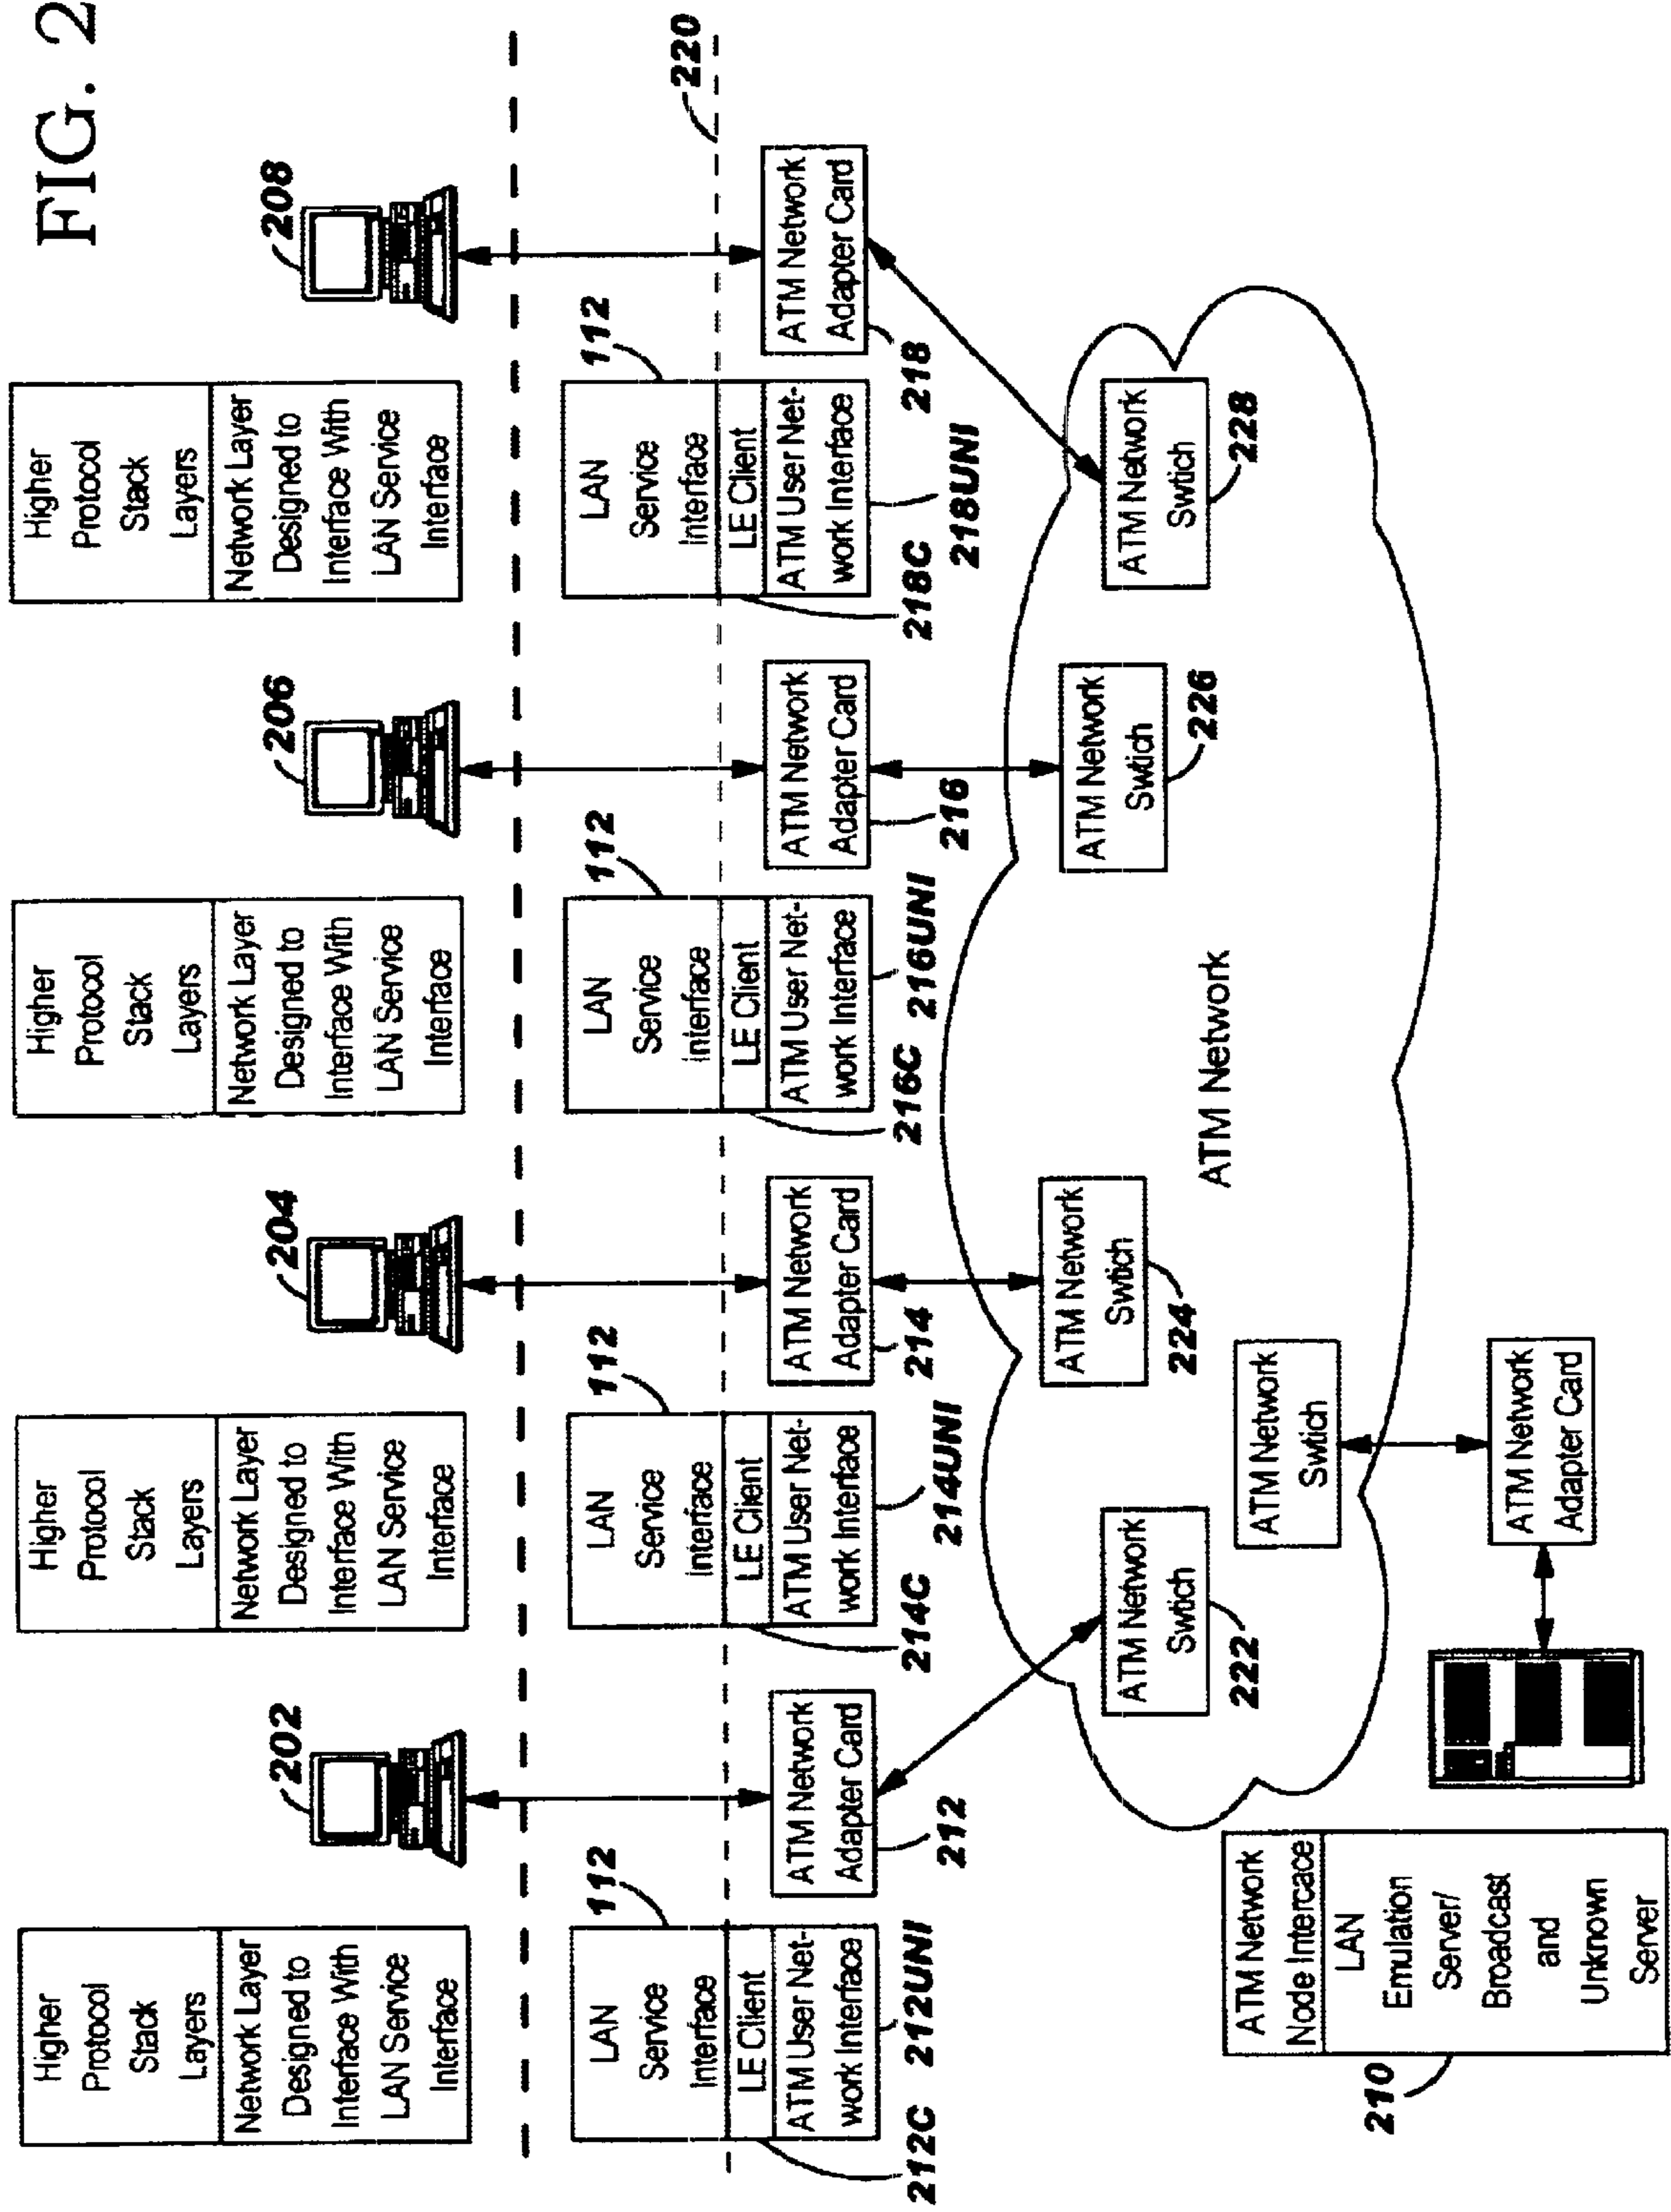 FIG. 2
Higher
Protocol
Stack
Layers
Network Layer
Designed to
Interface With
LAN Service
Interface
202
Higher
Protocol
Stack
Layers
Network Layer
Designed to
Interface With
LAN Service
Interface
204
Higher
Protocol
Stack
Layers
Network Layer
Designed to
Interface With
LAN Service
Interface
206
Higher
Protocol
Stack
Layers
Network Layer
Designed to
Interface With
LAN Service
Interface
208
LAN
Service
Interface
LE Client
ATM User Net-
work Interface
112
212C
212UNI
ATM Network
Adapter Card
212
LAN
Service
interface
LE Client
ATM User Net-
work Interface
112
214C
214UNI
ATM Network
Adapter Card
214
LAN
Service
interface
LE Client
ATM User Net-
work Interface
112
216C
216UNI
ATM Network
Adapter Card
216
LAN
Service
interface
LE Client
ATM User Net-
work Interface
112
218C
218UNI
ATM Network
Adapter Card
218
220
ATM Network
Swtich
222
ATM Network
Swtich
224
ATM Network
Swtich
226
ATM Network
Swtich
228
ATM Network
ATM Network
Swtich
ATM Network
Adapter Card
ATM Network
Node Intercace
LAN
Emulation
Server/
Broadcast
and
Unknown
Server
210